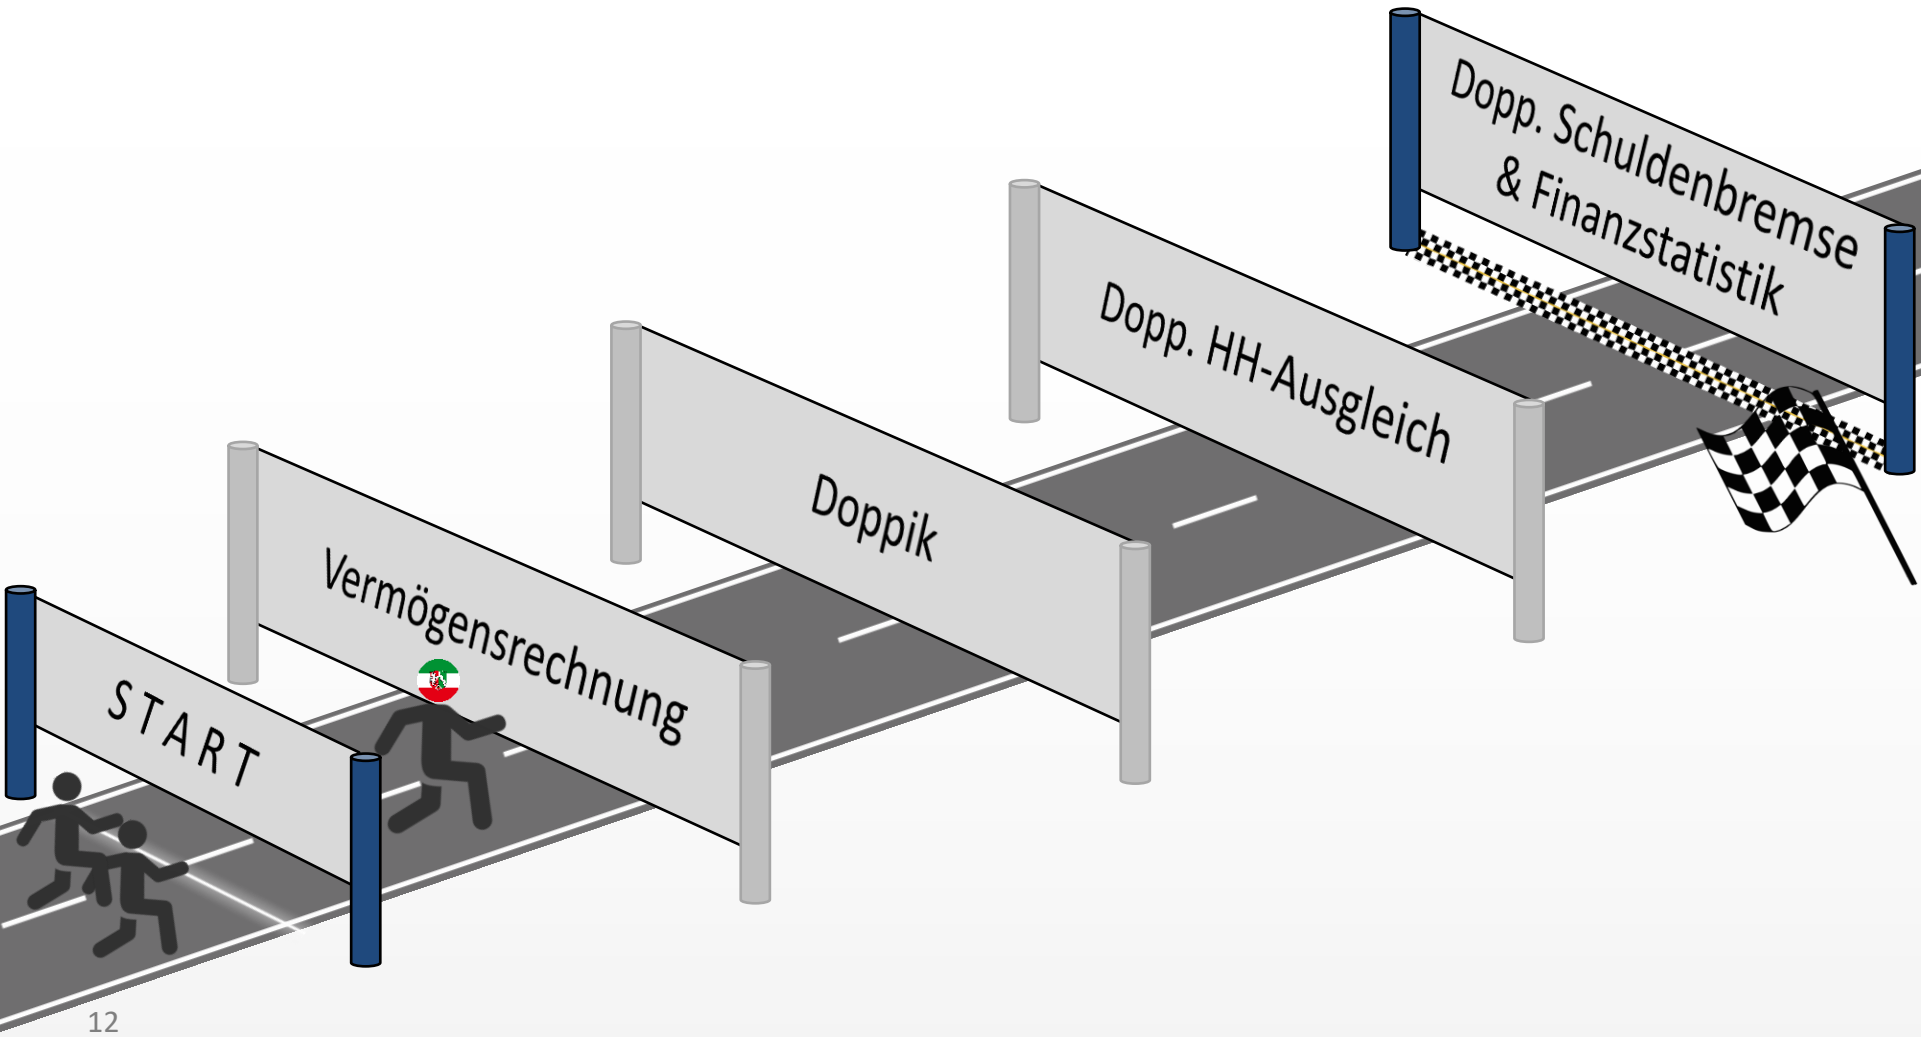 START
Vermögensrechnung
Doppik
Dopp. HH-Ausgleich
Dopp. Schuldenbremse
& Finanzstatistik
12